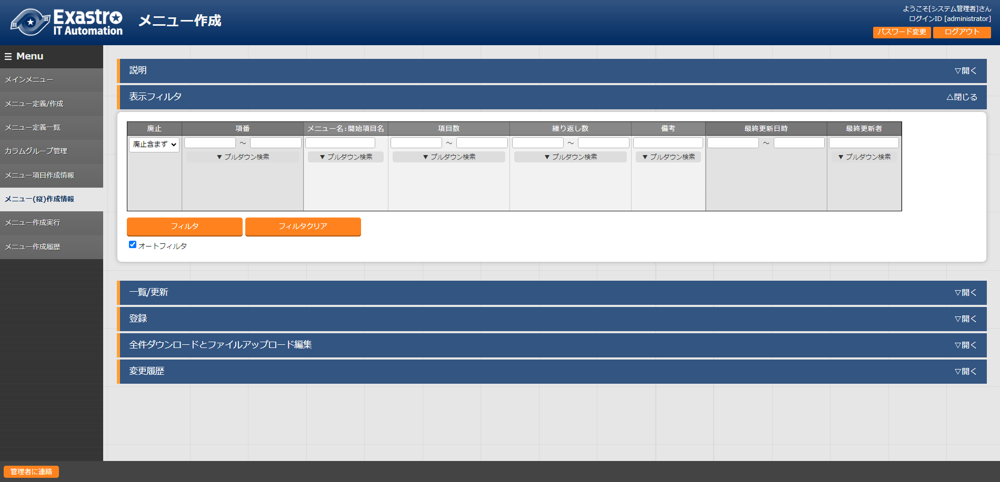 Exastro
IT Automation
メニュー作成
ようこそ[システム管理者]さん
ログインID [administrator]
パスワード変更 ログアウト
Menu
メインメニュー
メニュー定義/作成
メニュー定義一覧
カラムグループ管理
メニュー項目作成情報
メニュー(縦)作成情報
メニュー作成実行
メニュー作成履歴
説明 ▽開く
表示フィルタ △閉じる
廃止 項番 メニュー名:開始項目名 項目数 繰り返し数 備考 最終更新日時 最終更新者
廃止含まず ～ ～ ～ ～
▼ プルダウン検索 ▼ プルダウン検索 ▼ プルダウン検索 ▼ プルダウン検索 ▼ プルダウン検索 ▼ プルダウン検索
フィルタ フィルタクリア
オートフィルタ
一覧/更新 ▽開く
登録 ▽開く
全件ダウンロードとファイルアップロード編集 ▽開く
変更履歴 ▽開く
管理者に連絡